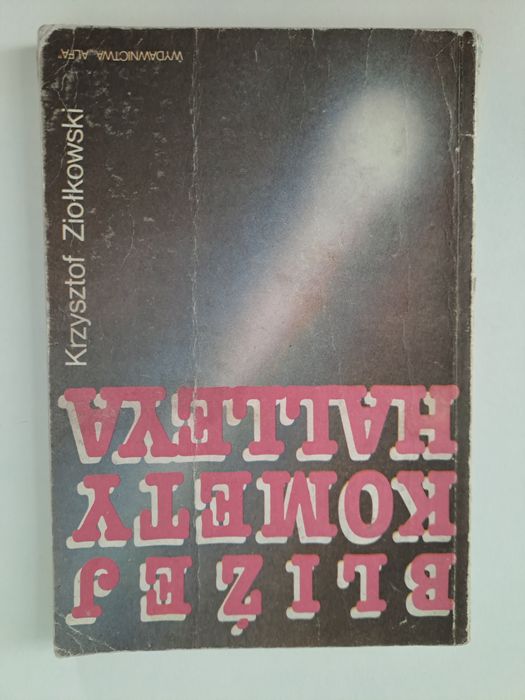 BLIŻEJ
KOMETY
HALLEYA
Krzysztof Ziołkowski
WYDAWNICTWA „ALFA”